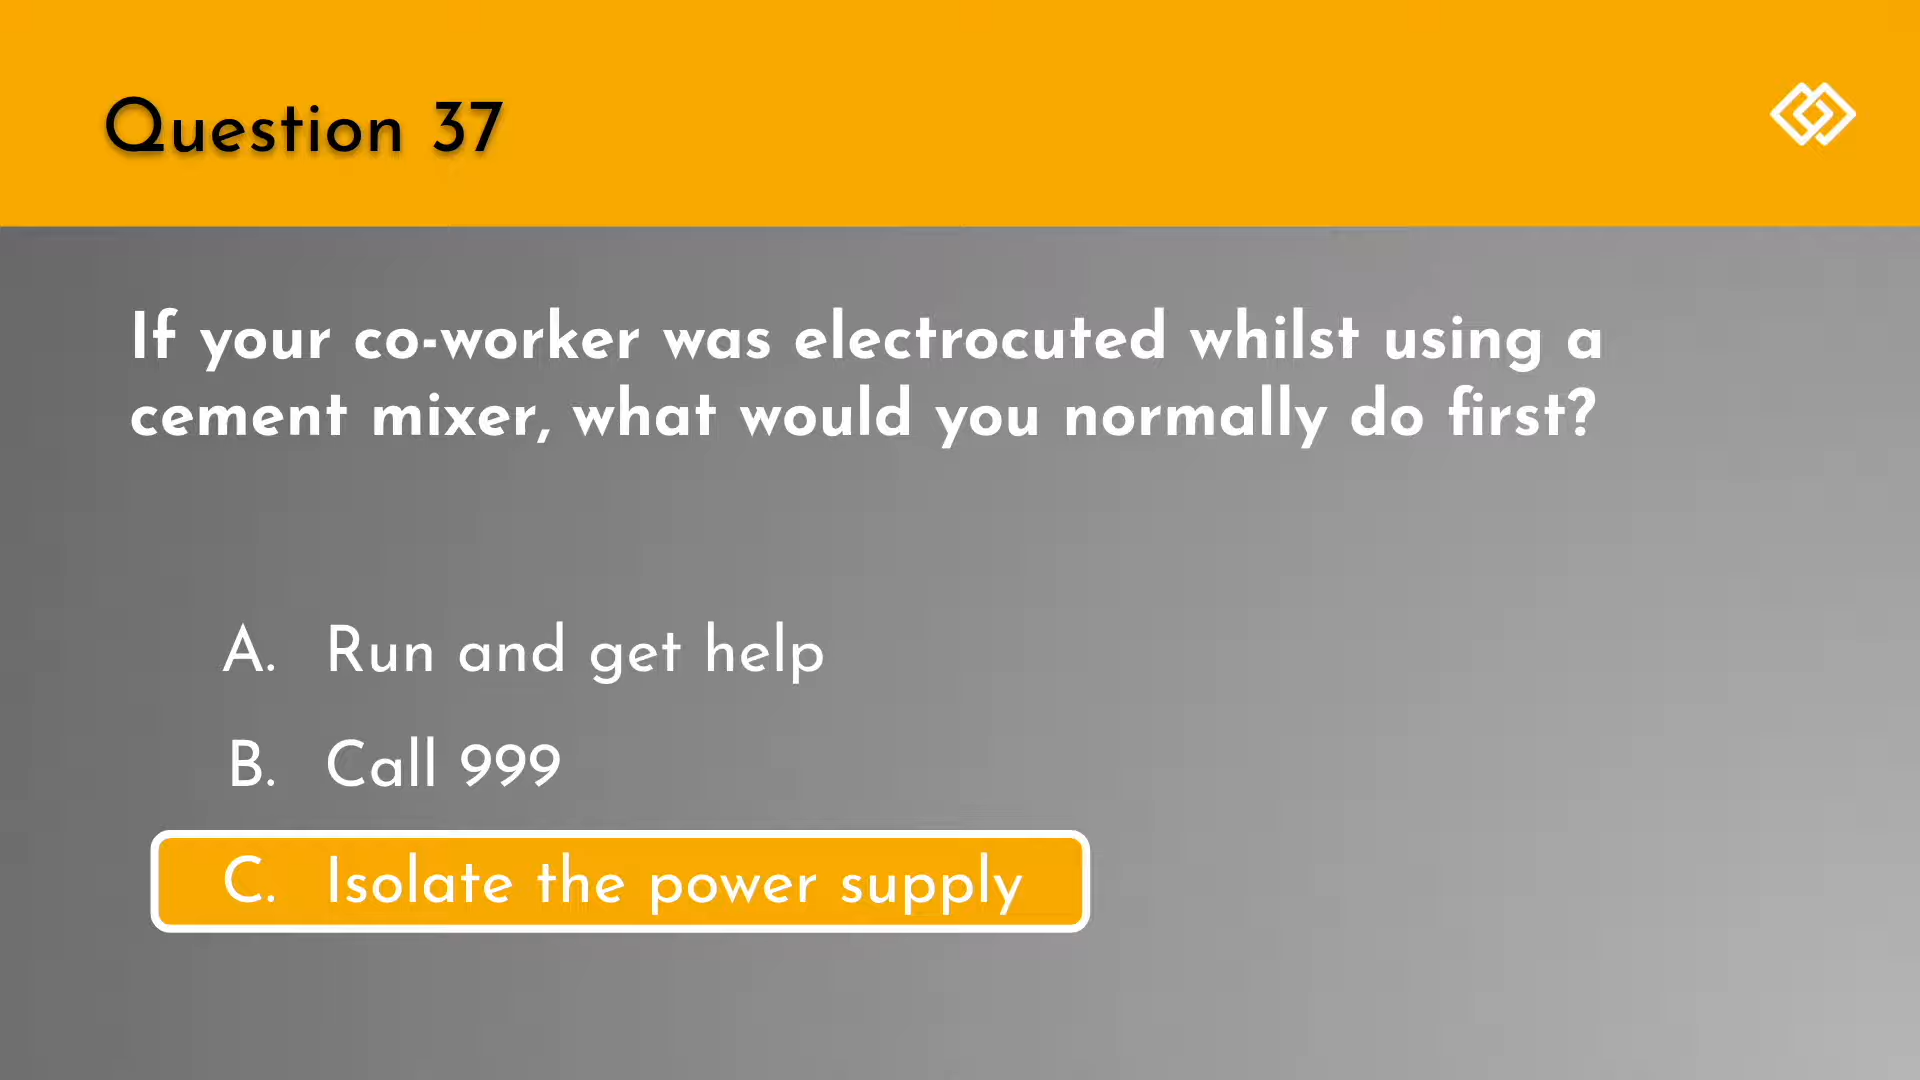 Question 37
If your co-worker was electrocuted whilst using a
cement mixer, what would you normally do first?
A. Run and get help
B. Call 999
C. Isolate the power supply